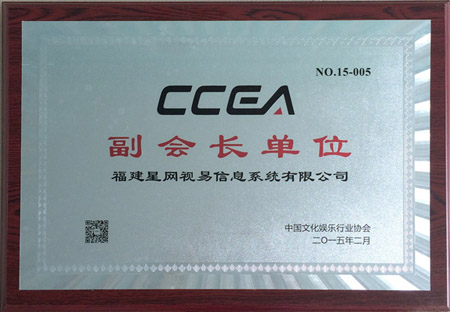 NO.15-005
CCEA
副会长单位
福建星网视易信息系统有限公司
中国文化娱乐行业协会
二〇一五年二月